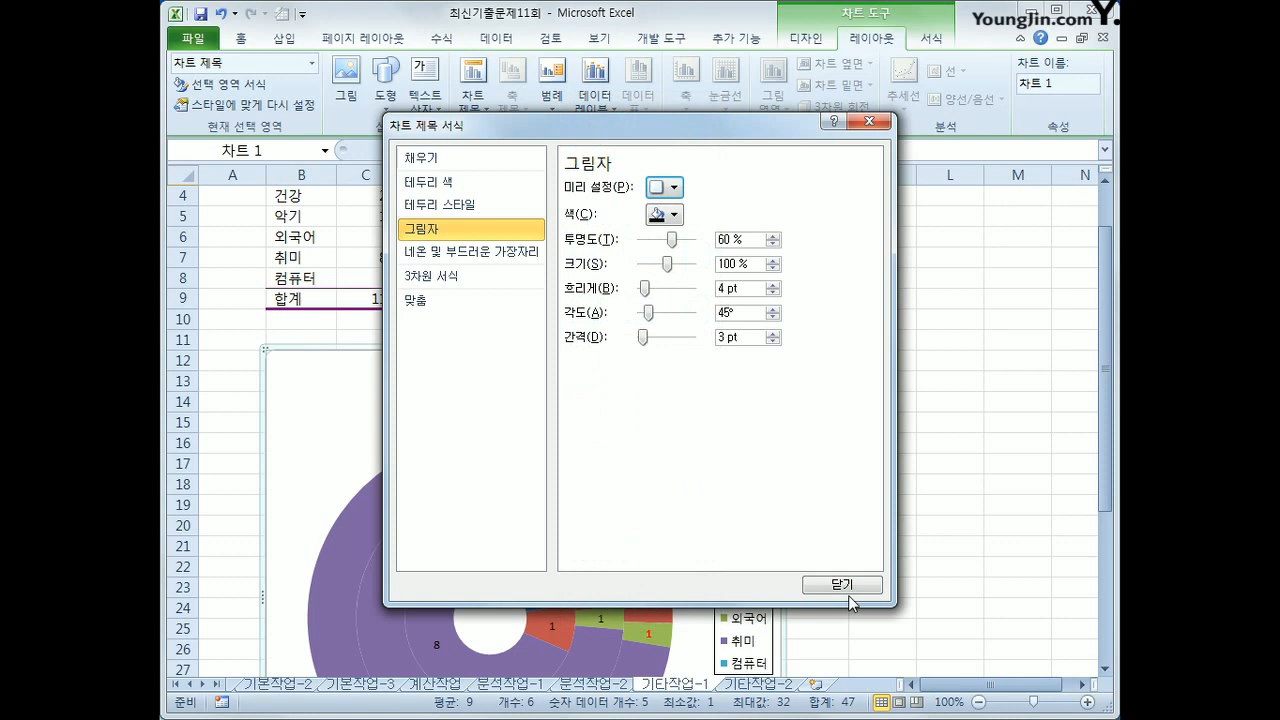 최신기출문제11회 - Microsoft Excel
차트 도구
YoungJin.com Y.
파일 홈 삽입 페이지 레이아웃 수식 데이터 검토 보기 개발 도구 추가 기능 디자인 레이아웃 서식
차트 제목
선택 영역 서식
스타일에 맞게 다시 설정
현재 선택 영역
그림 도형 텍스트
차트 축 범례 데이터 데이터 축 눈금선 그림
차트 옆면
차트 밑면
3차원 회전
추세선 선
양선/음선
분석
차트 이름:
차트 1
속성
차트 1
차트 제목 서식
채우기
테두리 색
테두리 스타일
그림자
네온 및 부드러운 가장자리
3차원 서식
맞춤
그림자
미리 설정(P):
색(C):
투명도(T): 60 %
크기(S): 100 %
흐리게(B): 4 pt
각도(A): 45°
간격(D): 3 pt
닫기
A B C L M N
4 건강
5 악기
6 외국어
7 취미
8 컴퓨터
9 합계
10
11
12
13
14
15
16
17
18
19
20
21
22
23
24
25
26
27
8 1 1 1
외국어
취미
컴퓨터
기본작업-2 기본작업-3 계산작업 분석작업-1 분석작업-2 기타작업-1 기타작업-2
준비 평균: 9 개수: 6 숫자 데이터 개수: 5 최소값: 1 최대값: 32 합계: 47 100%